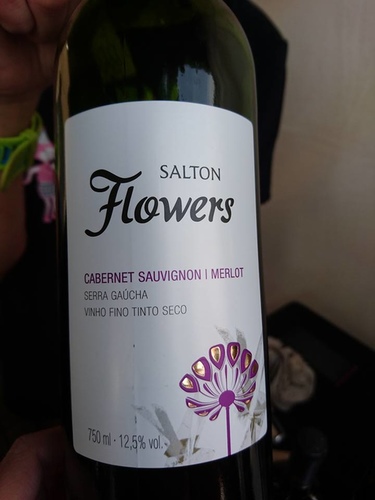 SALTON
Flowers
CABERNET SAUVIGNON | MERLOT
SERRA GAÚCHA
VINHO FINO TINTO SECO
750 ml · 12,5% vol.